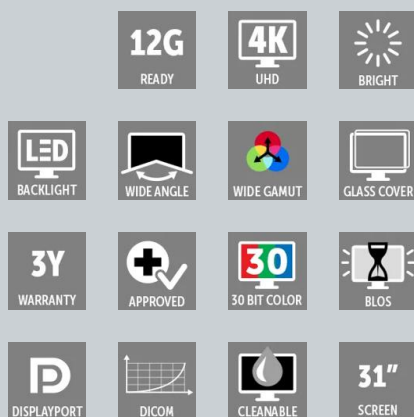 12G
READY
4K
UHD
BRIGHT
LED
BACKLIGHT
WIDE ANGLE
WIDE GAMUT
GLASS COVER
3Y
WARRANTY
APPROVED
30
30 BIT COLOR
BLOS
D
DISPLAYPORT
DICOM
CLEANABLE
31"
SCREEN